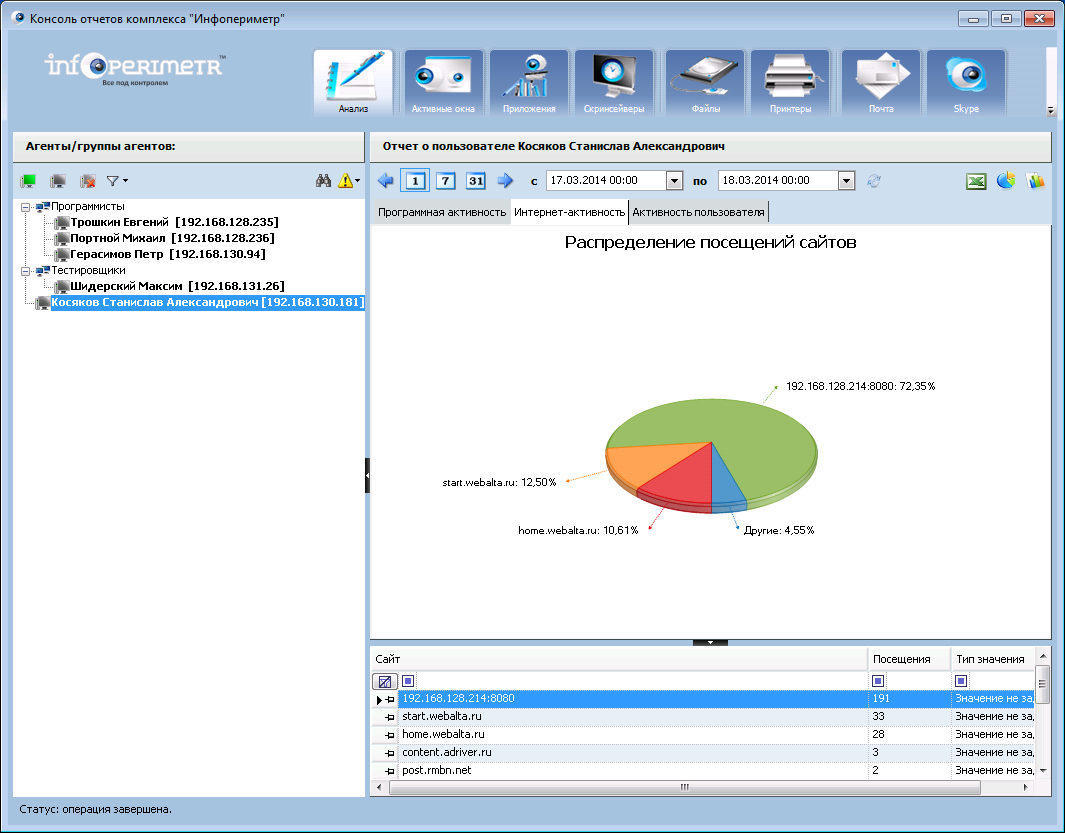 Консоль отчетов комплекса "Инфопериметр"
infOperimetr™
Все под контролем
Анализ
Активные окна
Приложения
Скринсейверы
Файлы
Принтеры
Почта
Skype
Агенты/группы агентов:
Программисты
Трошкин Евгений [192.168.128.235]
Портной Михаил [192.168.128.236]
Герасимов Петр [192.168.130.94]
Тестировщики
Шидерский Максим [192.168.131.26]
Косяков Станислав Александрович [192.168.130.181]
Отчет о пользователе Косяков Станислав Александрович
1 7 31 с 17.03.2014 00:00 по 18.03.2014 00:00
Программная активность Интернет-активность Активность пользователя
Распределение посещений сайтов
192.168.128.214:8080: 72,35%
start.webalta.ru: 12,50%
home.webalta.ru: 10,61%
Другие: 4,55%
Сайт Посещения Тип значения
192.168.128.214:8080 191 Значение не за,
start.webalta.ru 33 Значение не за,
home.webalta.ru 28 Значение не за,
content.adriver.ru 3 Значение не за,
post.rmbn.net 2 Значение не за,
Статус: операция завершена.